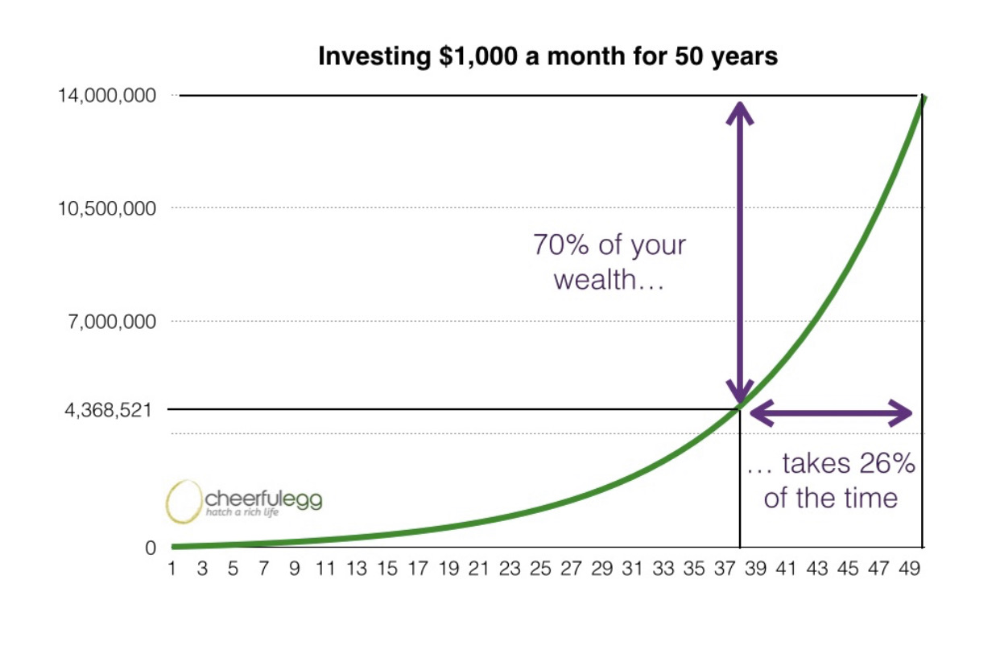 Investing $1,000 a month for 50 years
14,000,000
10,500,000
70% of your
wealth…
7,000,000
4,368,521
… takes 26%
of the time
cheerfulegg
hatch a rich life
0
1 3 5 7 9 11 13 15 17 19 21 23 25 27 29 31 33 35 37 39 41 43 45 47 49